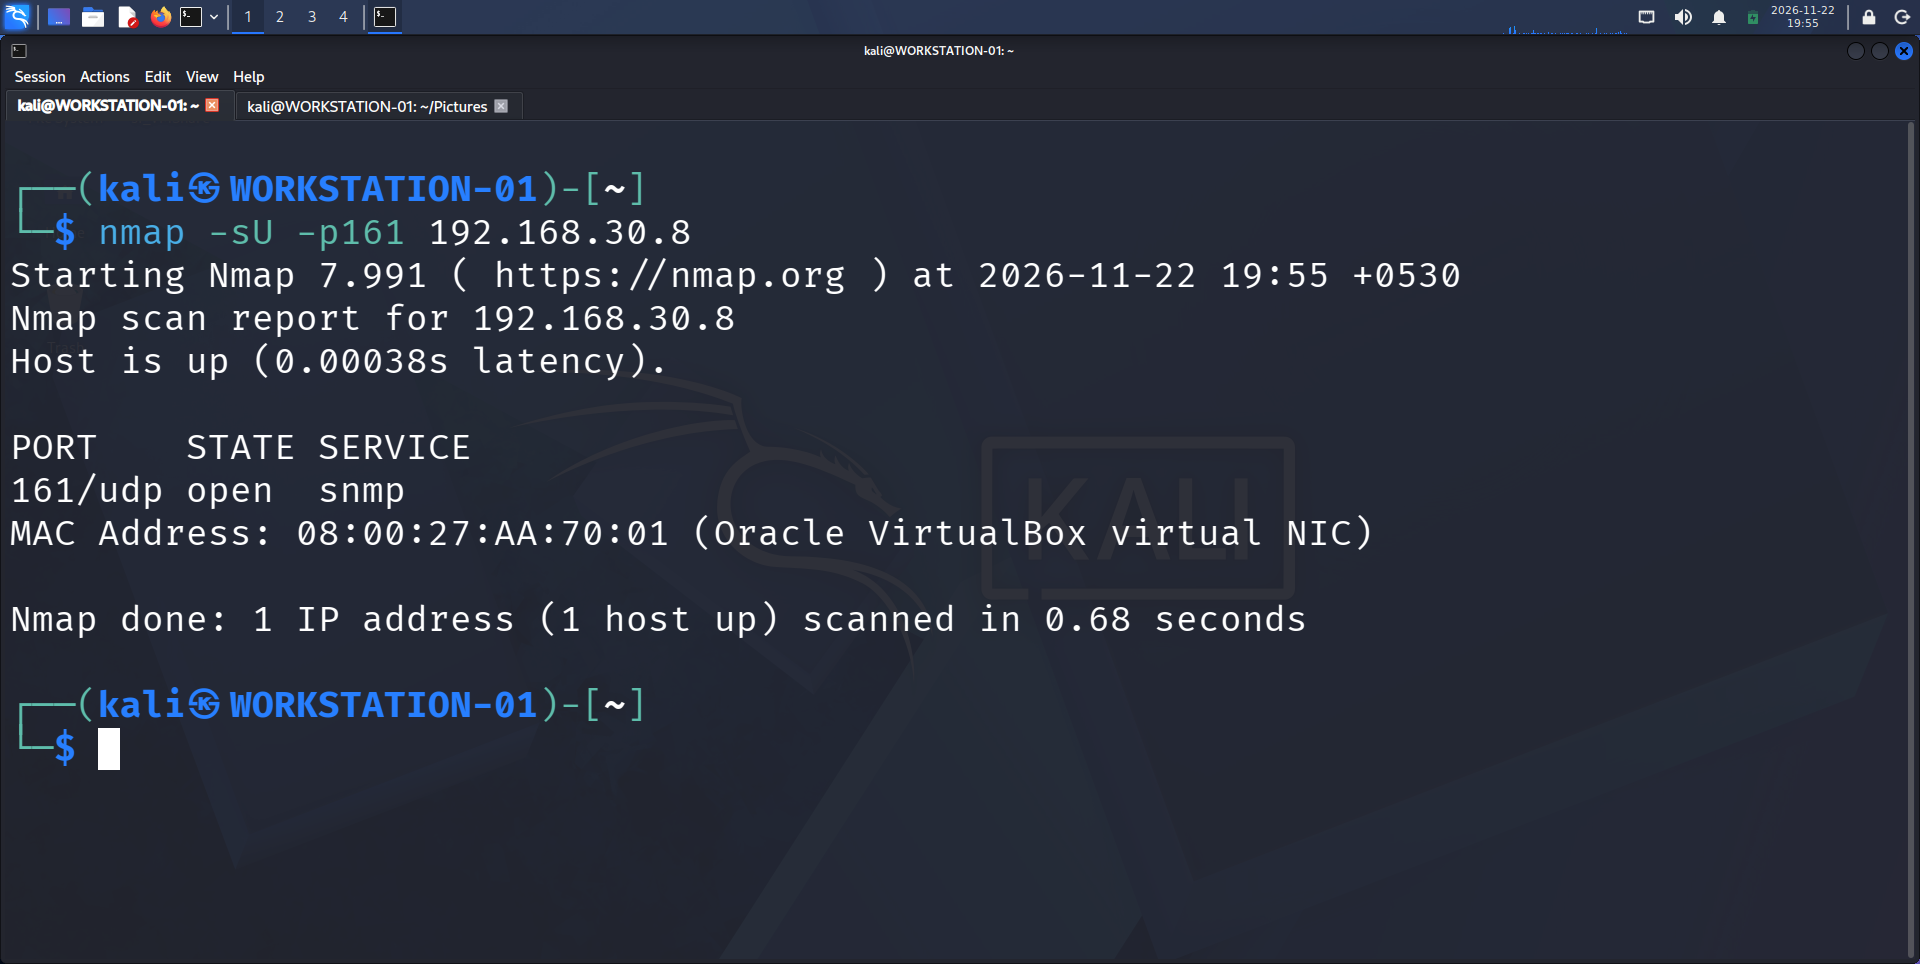 1 2 3 4
2026-11-22
19:55
kali@WORKSTATION-01: ~
Session Actions Edit View Help
kali@WORKSTATION-01: ~ kali@WORKSTATION-01: ~/Pictures
┌──(kali㉿WORKSTATION-01)-[~]
└─$ nmap -sU -p161 192.168.30.8
Starting Nmap 7.991 ( https://nmap.org ) at 2026-11-22 19:55 +0530
Nmap scan report for 192.168.30.8
Host is up (0.00038s latency).
PORT    STATE SERVICE
161/udp open  snmp
MAC Address: 08:00:27:AA:70:01 (Oracle VirtualBox virtual NIC)
Nmap done: 1 IP address (1 host up) scanned in 0.68 seconds
┌──(kali㉿WORKSTATION-01)-[~]
└─$
KALI